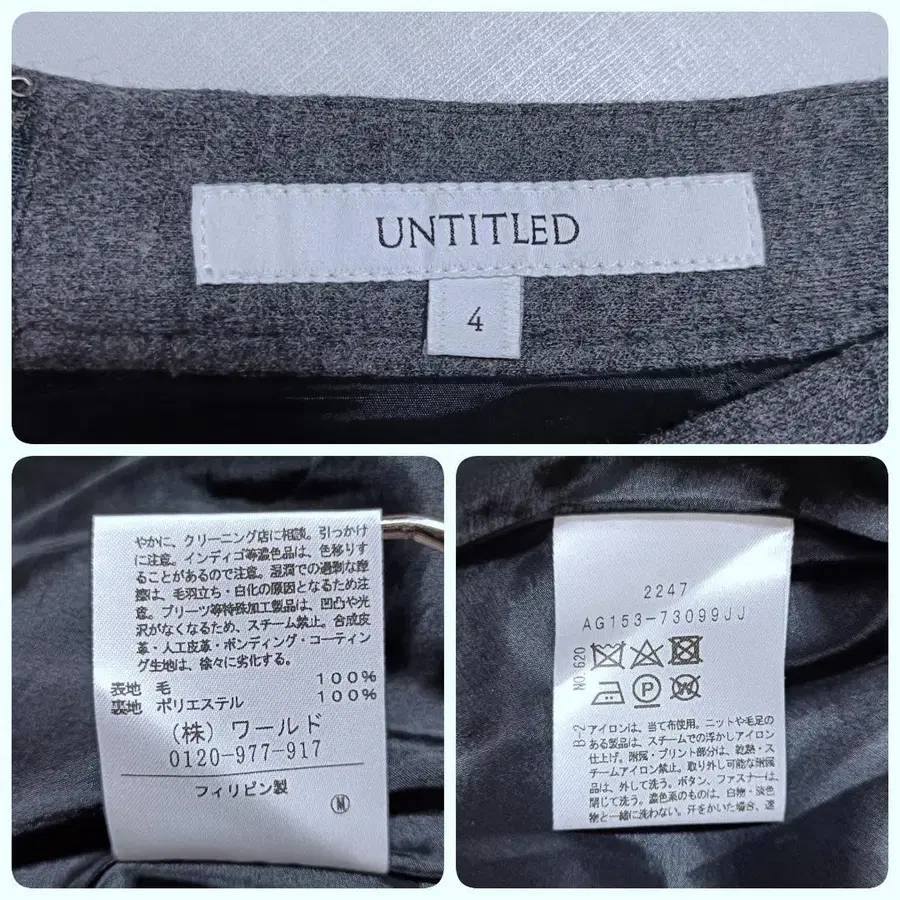 UNTITLED
4
やかに、クリーニング店に相談。引っかけ
に注意。インディゴ等濃色品は、色移りす
ることがあるので注意。湿潤での過剰な摩
擦は、毛羽立ち・白化の原因となるため注
意。プリーツ等特殊加工製品は、凹凸や光
沢がなくなるため、スチーム禁止。合成皮
革・人工皮革・ボンディング・コーティン
グ生地は、徐々に劣化する。
表地 毛 100%
裏地 ポリエステル 100%
(株) ワールド
0120-977-917
フィリピン製
N
2247
AG153-73099JJ
NO.620
P
W
B-2
アイロンは、当て布使用。ニットや毛足の
ある製品は、スチームでの浮かしアイロン
仕上げ。附属・プリント部分は、乾熱・ス
チームアイロン禁止。取り外し可能な附属
品は、外して洗う。ボタン、ファスナーは
閉じて洗う。濃色系のものは、白物・淡色
物と一緒に洗わない。汗をかいた場合、速